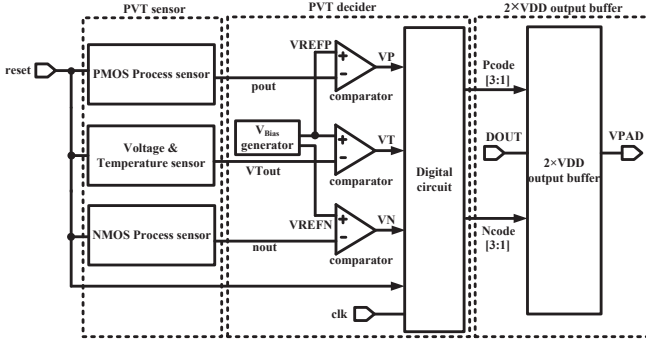 PVT sensor
PVT decider
2×VDD output buffer
reset
PMOS Process sensor
pout
VREFP
+
−
VP
comparator
Voltage &
Temperature sensor
VTout
VBias
generator
+
−
VT
comparator
Digital
circuit
NMOS Process sensor
nout
VREFN
+
−
VN
comparator
clk
Pcode
[3:1]
DOUT
Ncode
[3:1]
2×VDD
output buffer
VPAD